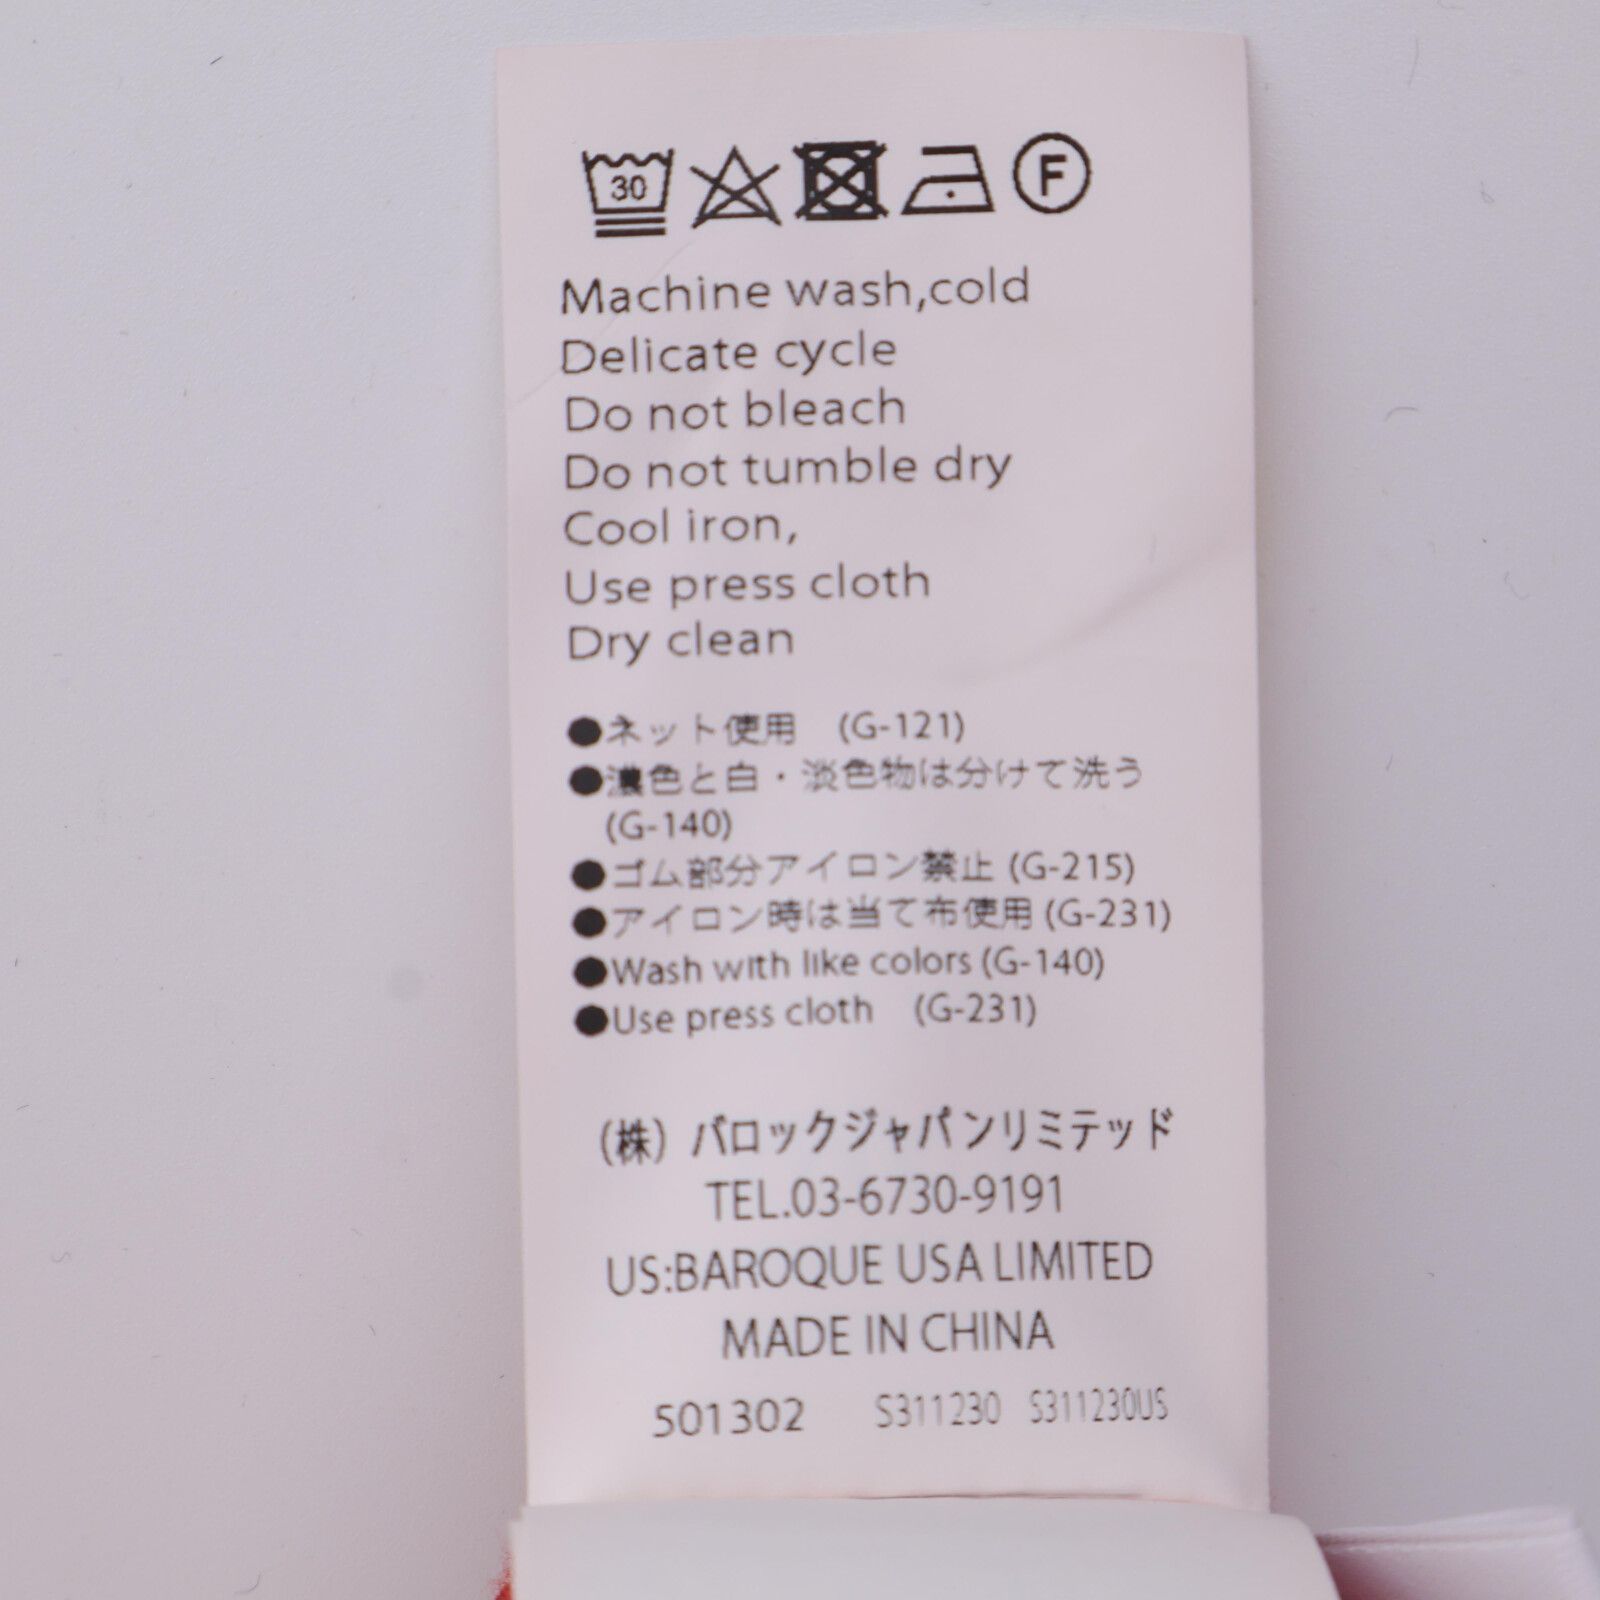 30 F
Machine wash,cold
Delicate cycle
Do not bleach
Do not tumble dry
Cool iron,
Use press cloth
Dry clean
●ネット使用 (G-121)
●濃色と白・淡色物は分けて洗う
(G-140)
●ゴム部分アイロン禁止 (G-215)
●アイロン時は当て布使用 (G-231)
●Wash with like colors (G-140)
●Use press cloth (G-231)
(株) バロックジャパンリミテッド
TEL.03-6730-9191
US:BAROQUE USA LIMITED
MADE IN CHINA
501302 S311230 S311230US